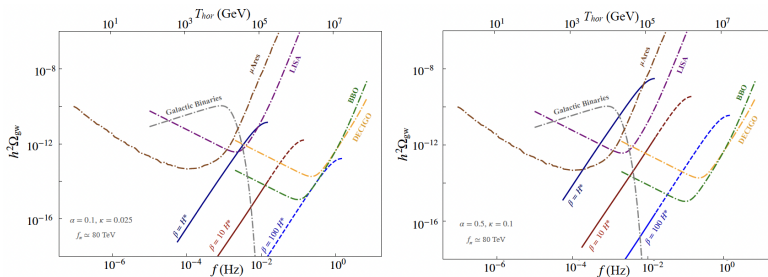 T_hor (GeV)
10^1 10^3 10^5 10^7
μAres
LISA
Galactic Binaries
BBO
DECIGO
10^-8
10^-12
10^-16
h^2Ω_gw
β = H*
β = 10 H*
β = 100 H*
α = 0.1, κ = 0.025
f_π ≃ 80 TeV
10^-6 10^-4 10^-2 10^0
f (Hz)
T_hor (GeV)
10^1 10^3 10^5 10^7
μAres
LISA
Galactic Binaries
BBO
DECIGO
10^-8
10^-12
10^-16
h^2Ω_gw
β = H*
β = 10 H*
β = 100 H*
α = 0.5, κ = 0.1
10^-6 10^-4 10^-2 10^0
f (Hz)